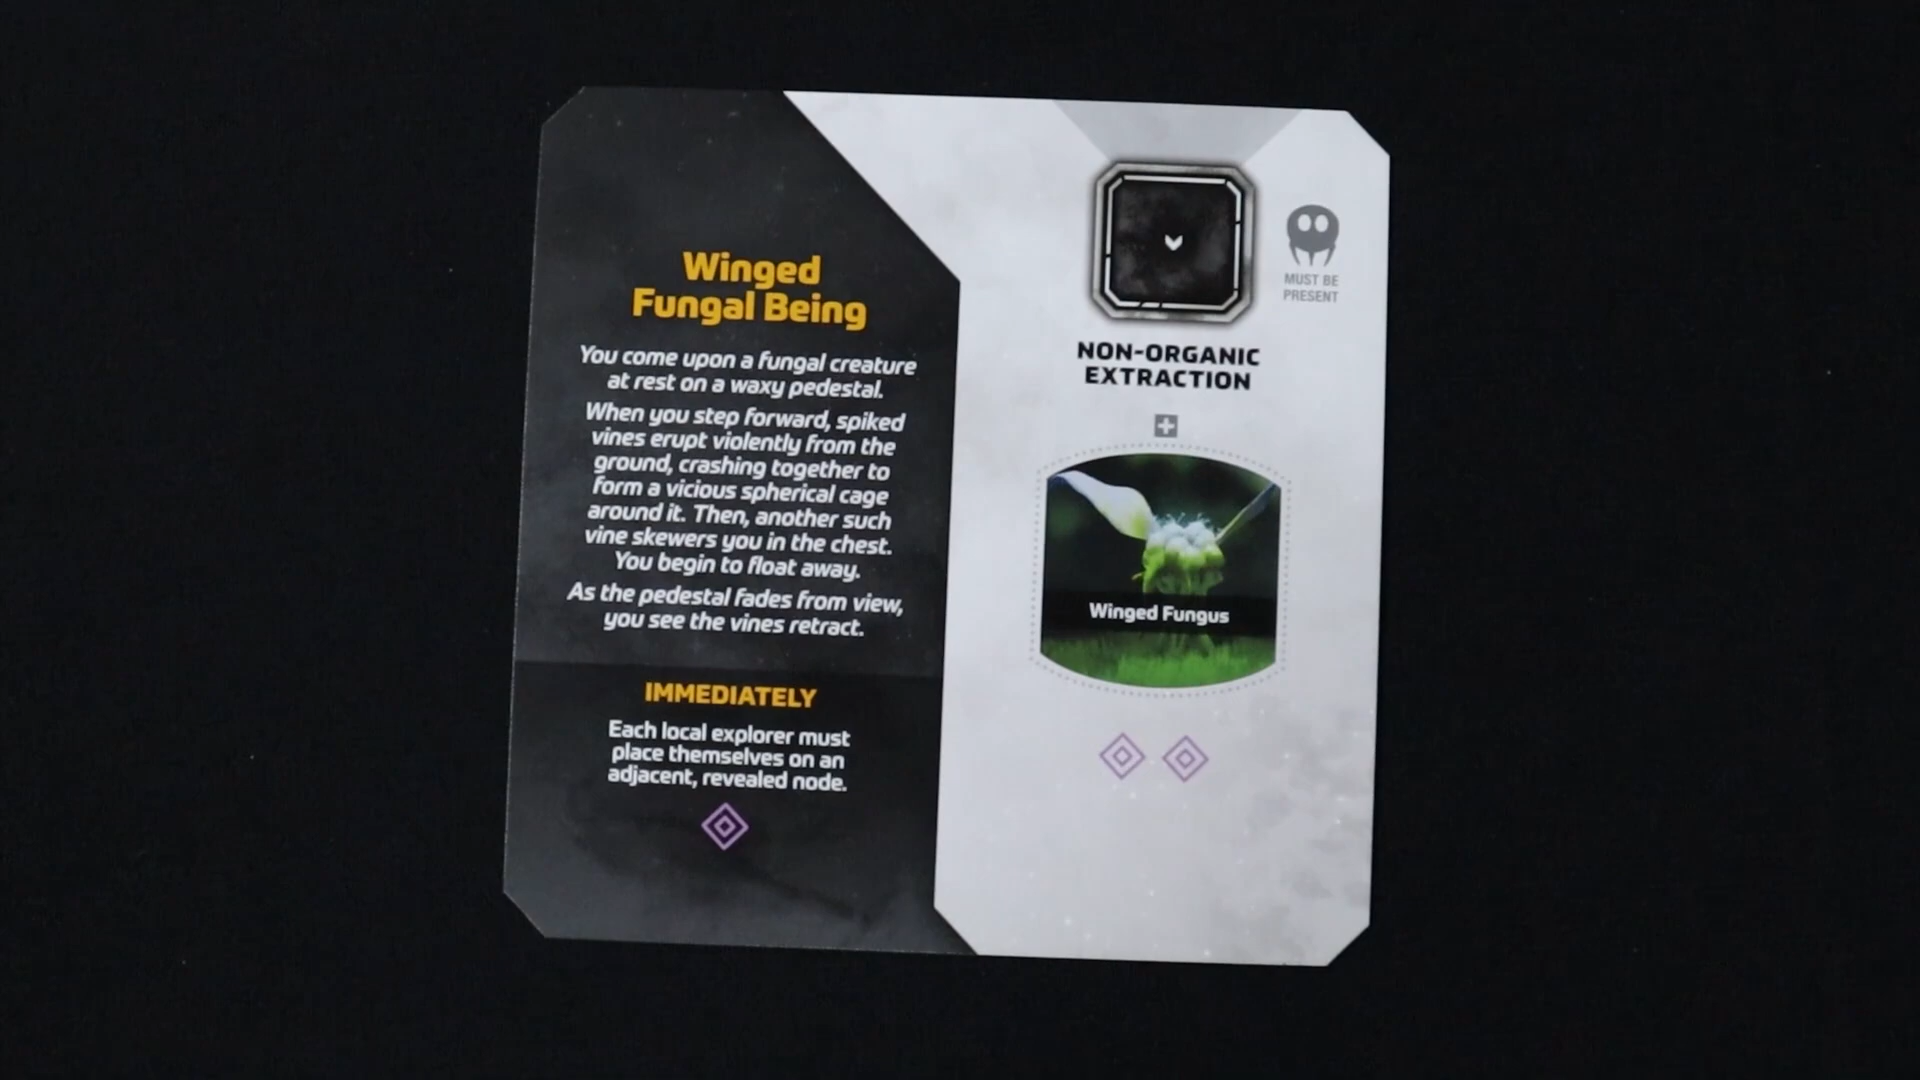 Winged
Fungal Being
You come upon a fungal creature
at rest on a waxy pedestal.
When you step forward, spiked
vines erupt violently from the
ground, crashing together to
form a vicious spherical cage
around it. Then, another such
vine skewers you in the chest.
You begin to float away.
As the pedestal fades from view,
you see the vines retract.
IMMEDIATELY
Each local explorer must
place themselves on an
adjacent, revealed node.
MUST BE
PRESENT
NON-ORGANIC
EXTRACTION
Winged Fungus